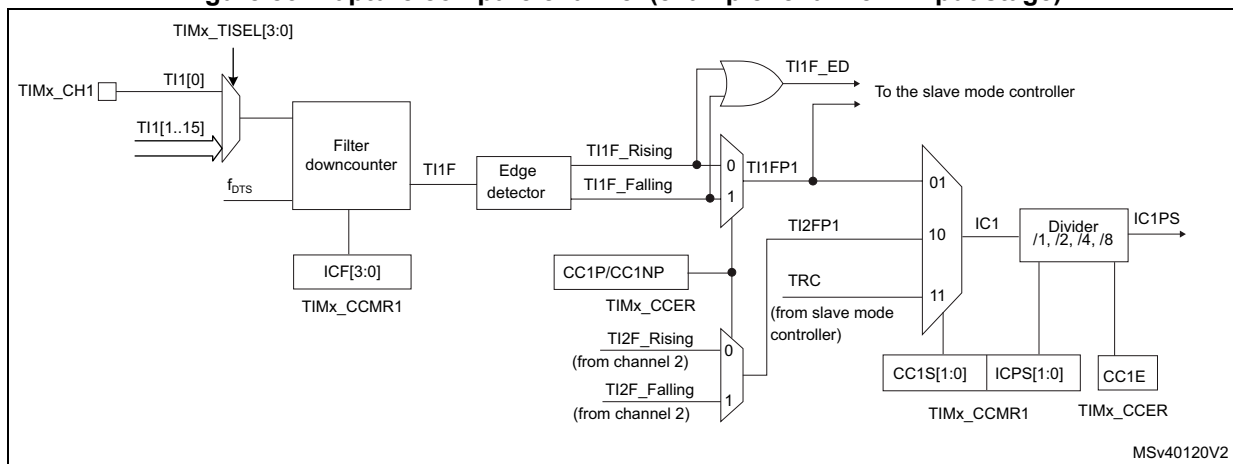 TIMx_TISEL[3:0]
TIMx_CH1
TI1[0]
TI1[1..15]
fDTS
Filter
downcounter
ICF[3:0]
TIMx_CCMR1
TI1F
Edge
detector
TI1F_Rising
TI1F_Falling
TI1F_ED
To the slave mode controller
0
1
TI1FP1
CC1P/CC1NP
TIMx_CCER
TI2F_Rising
(from channel 2)
TI2F_Falling
(from channel 2)
0
1
TI2FP1
TRC
(from slave mode
controller)
01
10
11
IC1
Divider
/1, /2, /4, /8
IC1PS
CC1S[1:0]
ICPS[1:0]
TIMx_CCMR1
CC1E
TIMx_CCER
MSv40120V2